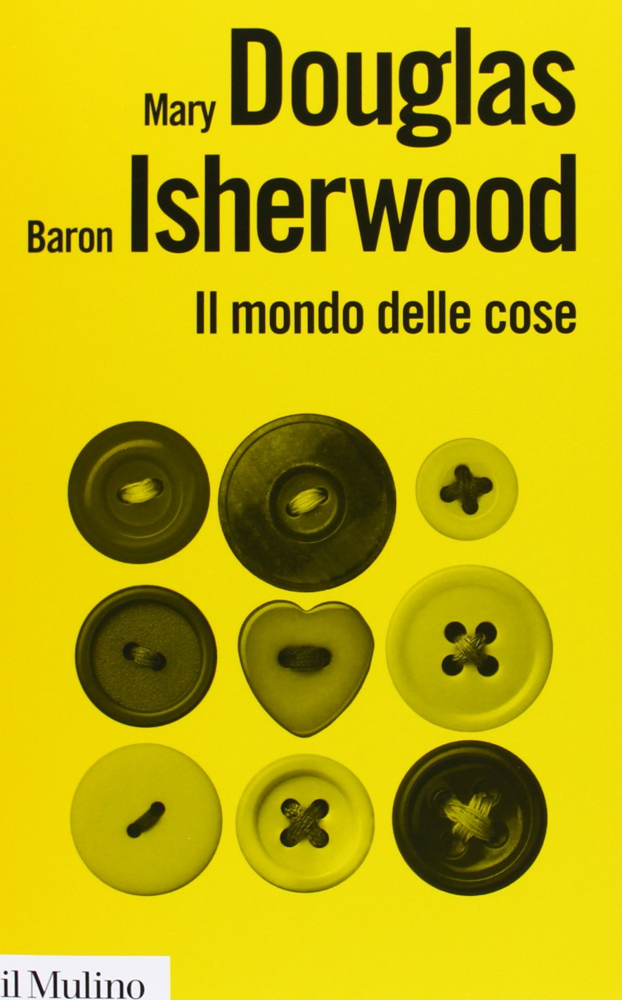 Mary Douglas
Baron Isherwood
Il mondo delle cose
il Mulino